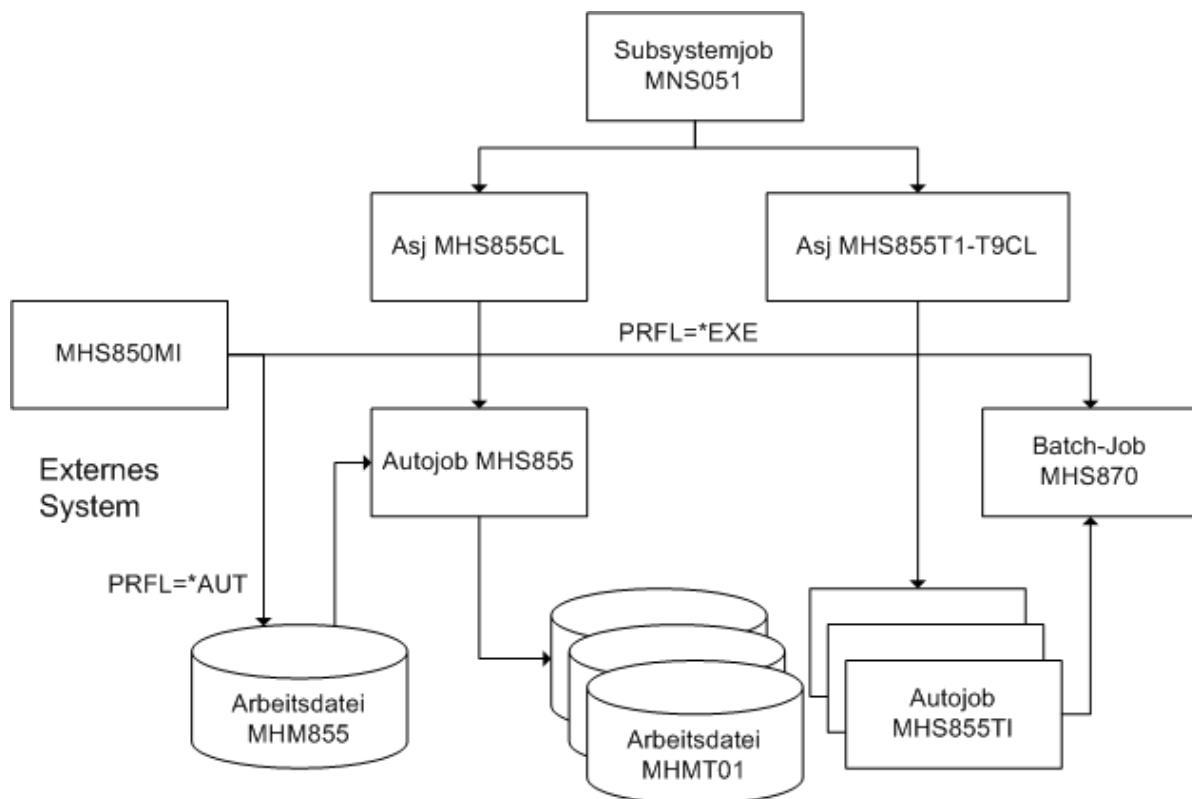 Subsystemjob
MNS051
Asj MHS855CL
Asj MHS855T1-T9CL
PRFL=*EXE
MHS850MI
Autojob MHS855
Batch-Job
MHS870
Externes
System
PRFL=*AUT
Arbeitsdatei
MHM855
Arbeitsdatei
MHMT01
Autojob
MHS855TI